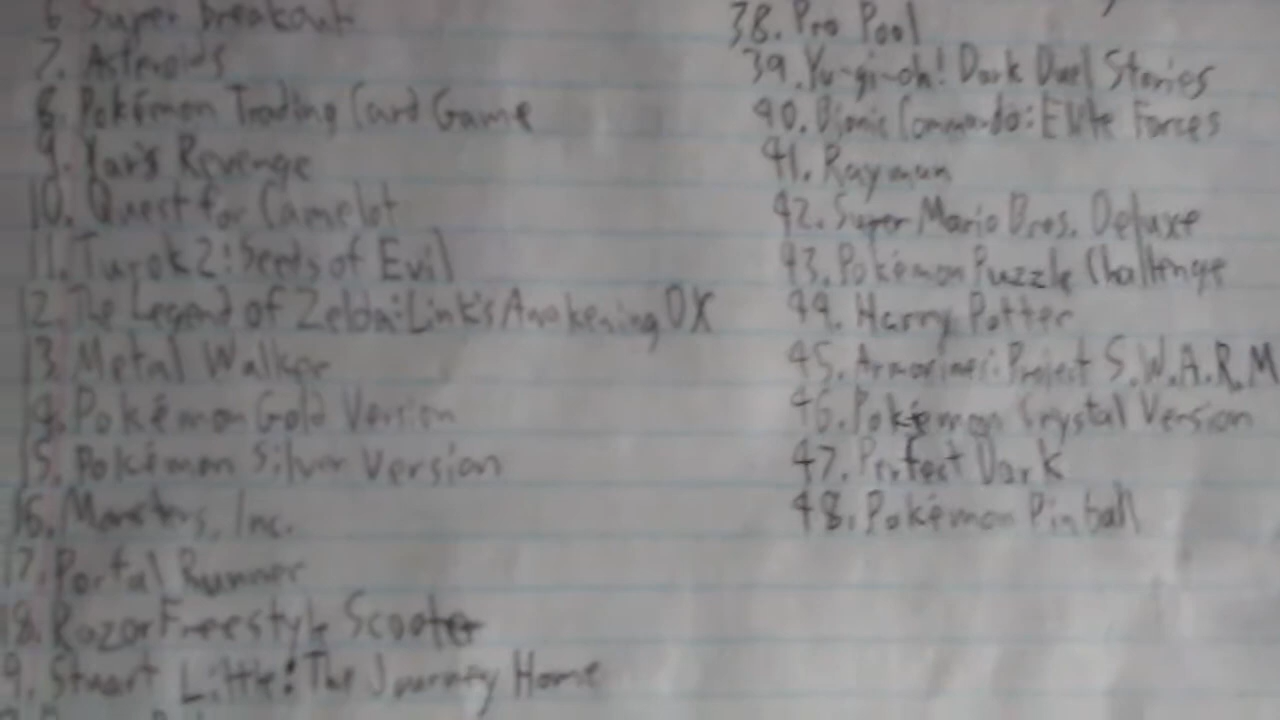 6 Super Breakout
7. Asteroids
8. Pokémon Trading Card Game
9. Yar's Revenge
10. Quest for Camelot
11. Turok 2: Seeds of Evil
12. The Legend of Zelda: Link's Awakening DX
13. Metal Walker
14. Pokémon Gold Version
15. Pokémon Silver Version
16. Monsters, Inc.
17. Portal Runner
18. Razor Freestyle Scooter
9. Stuart Little: The Journey Home
38. Pro Pool
39. Yu-gi-oh! Dark Duel Stories
40. Bionic Commando: Elite Forces
41. Rayman
42. Super Mario Bros. Deluxe
43. Pokémon Puzzle Challenge
44. Harry Potter
45. Armorines: Project S.W.A.R.M
46. Pokémon Crystal Version
47. Perfect Dark
48. Pokémon Pinball